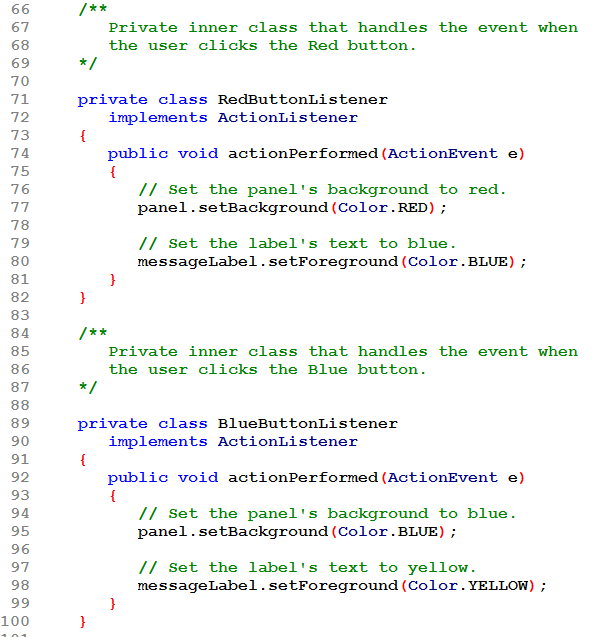 66 /**
67 Private inner class that handles the event when
68 the user clicks the Red button.
69 */
70
71 private class RedButtonListener
72 implements ActionListener
73 {
74 public void actionPerformed(ActionEvent e)
75 {
76 // Set the panel's background to red.
77 panel.setBackground(Color.RED);
78
79 // Set the label's text to blue.
80 messageLabel.setForeground(Color.BLUE);
81 }
82 }
83
84 /**
85 Private inner class that handles the event when
86 the user clicks the Blue button.
87 */
88
89 private class BlueButtonListener
90 implements ActionListener
91 {
92 public void actionPerformed(ActionEvent e)
93 {
94 // Set the panel's background to blue.
95 panel.setBackground(Color.BLUE);
96
97 // Set the label's text to yellow.
98 messageLabel.setForeground(Color.YELLOW);
99 }
100 }